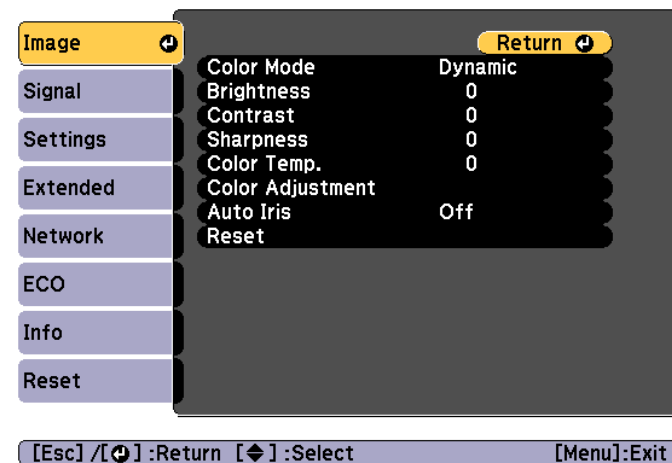 Image
Signal
Settings
Extended
Network
ECO
Info
Reset
Return
Color Mode Dynamic
Brightness 0
Contrast 0
Sharpness 0
Color Temp. 0
Color Adjustment
Auto Iris Off
Reset
[Esc] /[ ] :Return [ ] :Select [Menu]:Exit